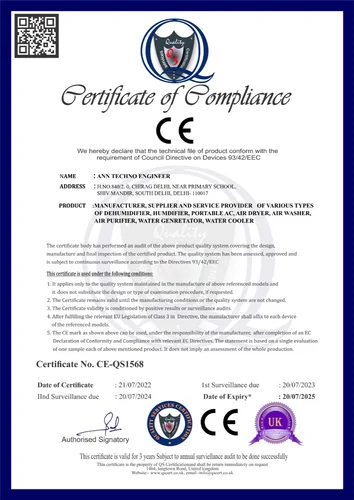 Quality
Certificate of Compliance
CE
We hereby declare that the technical file of product conform with the
requirement of Council Directive on Devices 93/42/EEC
NAME : ANN TECHNO ENGINEER
ADDRESS : H.NO.840/2, 0, CHIRAG DELHI, NEAR PRIMARY SCHOOL,
SHIV MANDIR, SOUTH DELHI, DELHI- 110017
PRODUCT :MANUFACTURER, SUPPLIER AND SERVICE PROVIDER OF VARIOUS TYPES
OF DEHUMIDIFIER, HUMDIFIER, PORTABLE AC, AIR DRYER, AIR WASHER,
AIR PURIFIER, WATER GENRETATOR, WATER COOLER
The certificate body has performed an audit of the above product quality system covering the design,
manufacture and final inspection of the certified product. The quality system has been assessed, approved and
is subject to continuous surveillance according to the Directives 93/42/EEC
This certificate is used under the following conditions:
1. It applies only to the quality system maintained in the manufacture of above referenced models and
it does not substitute the design or type of examination procedure, if requested.
2. The Certificate remains valid until the manufacturing conditions or the quality system are not changed.
3. The Certificate validity is conditioned by positive results or surveillance audits.
4. After fulfilling the relevant EU Legislation of Class 3 in Directive, the manufacturer shall affix to each device
of the referenced models.
5. The CE mark as shown above can be used, under the responsibility of the manufacturer, after completion of an EC
Declaration of Conformity and Compliance with relevant EC Directives. The statement is based on a single evaluation
of one sample each of above mentioned product. It does not imply an assessment of the whole production.
Certificate No. CE-QS1568
Date of Certificate : 21/07/2022 1st Surveillance due : 20/07/2023
IInd Surveillance due : 20/07/2024 Date of Expiry* : 20/07/2025
Authorised Signatory
QUALITY SERVICES CERTIFICATIONS
CE
UK
This certificate is valid for 3 years Subject to annual surveillance audit to be done successfully
This certificate is the property of QS Certificationand shall be return immediately on request